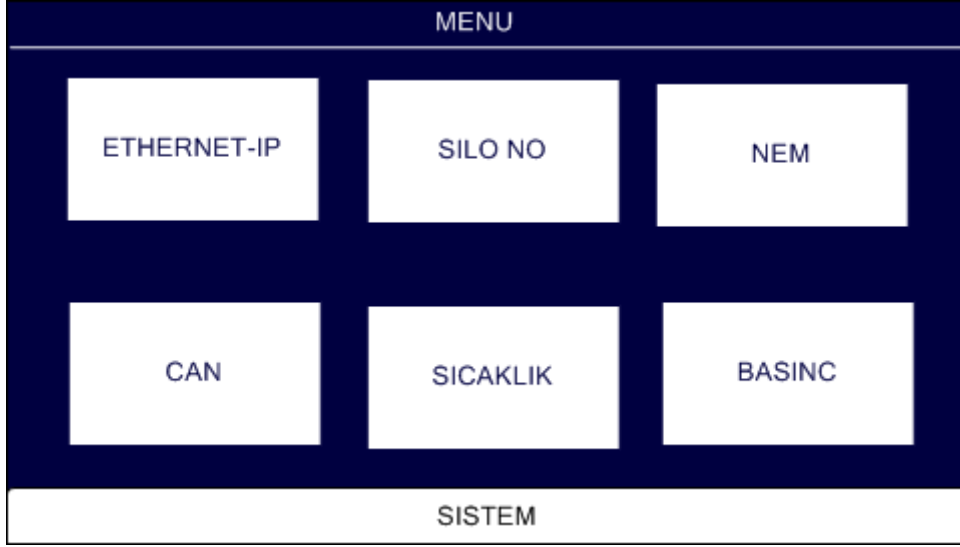 MENU
ETHERNET-IP
SILO NO
NEM
CAN
SICAKLIK
BASINC
SISTEM